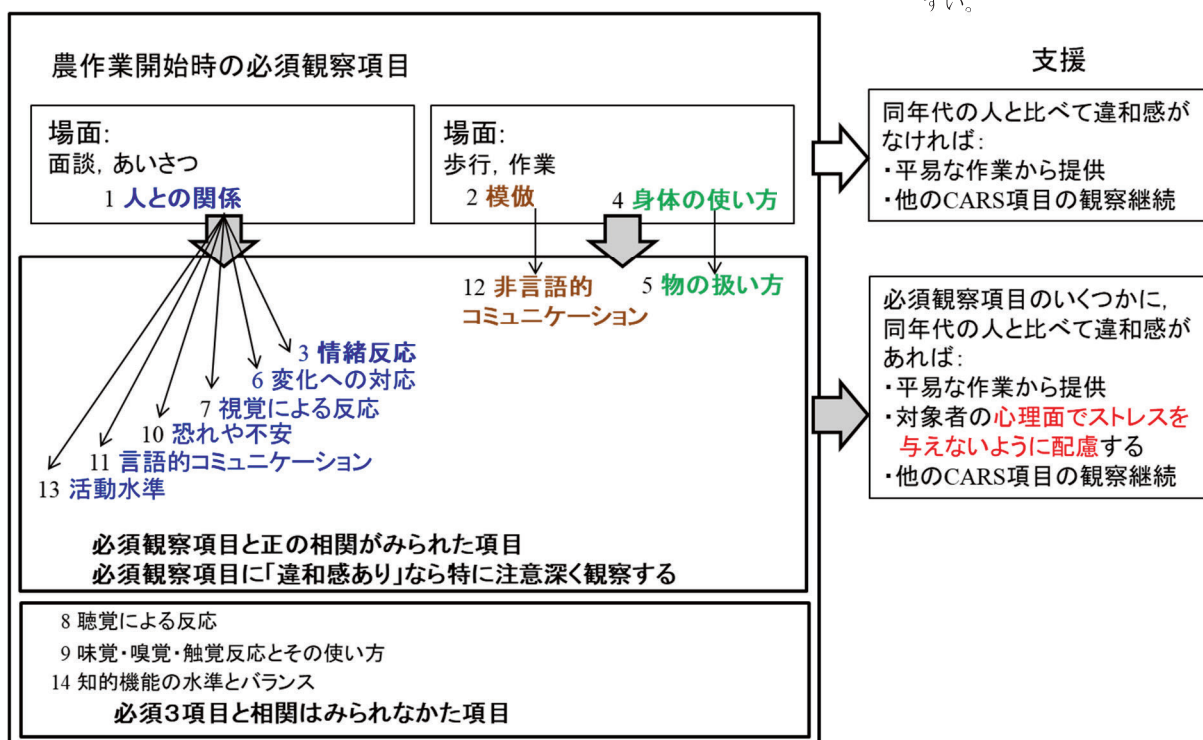 すい。
農作業開始時の必須観察項目
場面:
面談, あいさつ
1 人との関係
場面:
歩行, 作業
2 模倣
4 身体の使い方
12 非言語的
コミュニケーション
5 物の扱い方
3 情緒反応
6 変化への対応
7 視覚による反応
10 恐れや不安
11 言語的コミュニケーション
13 活動水準
必須観察項目と正の相関がみられた項目
必須観察項目に「違和感あり」なら特に注意深く観察する
8 聴覚による反応
9 味覚・嗅覚・触覚反応とその使い方
14 知的機能の水準とバランス
必須3項目と相関はみられなかた項目
支援
同年代の人と比べて違和感が
なければ:
・平易な作業から提供
・他のCARS項目の観察継続
必須観察項目のいくつかに,
同年代の人と比べて違和感が
あれば:
・平易な作業から提供
・対象者の心理面でストレスを
与えないように配慮する
・他のCARS項目の観察継続